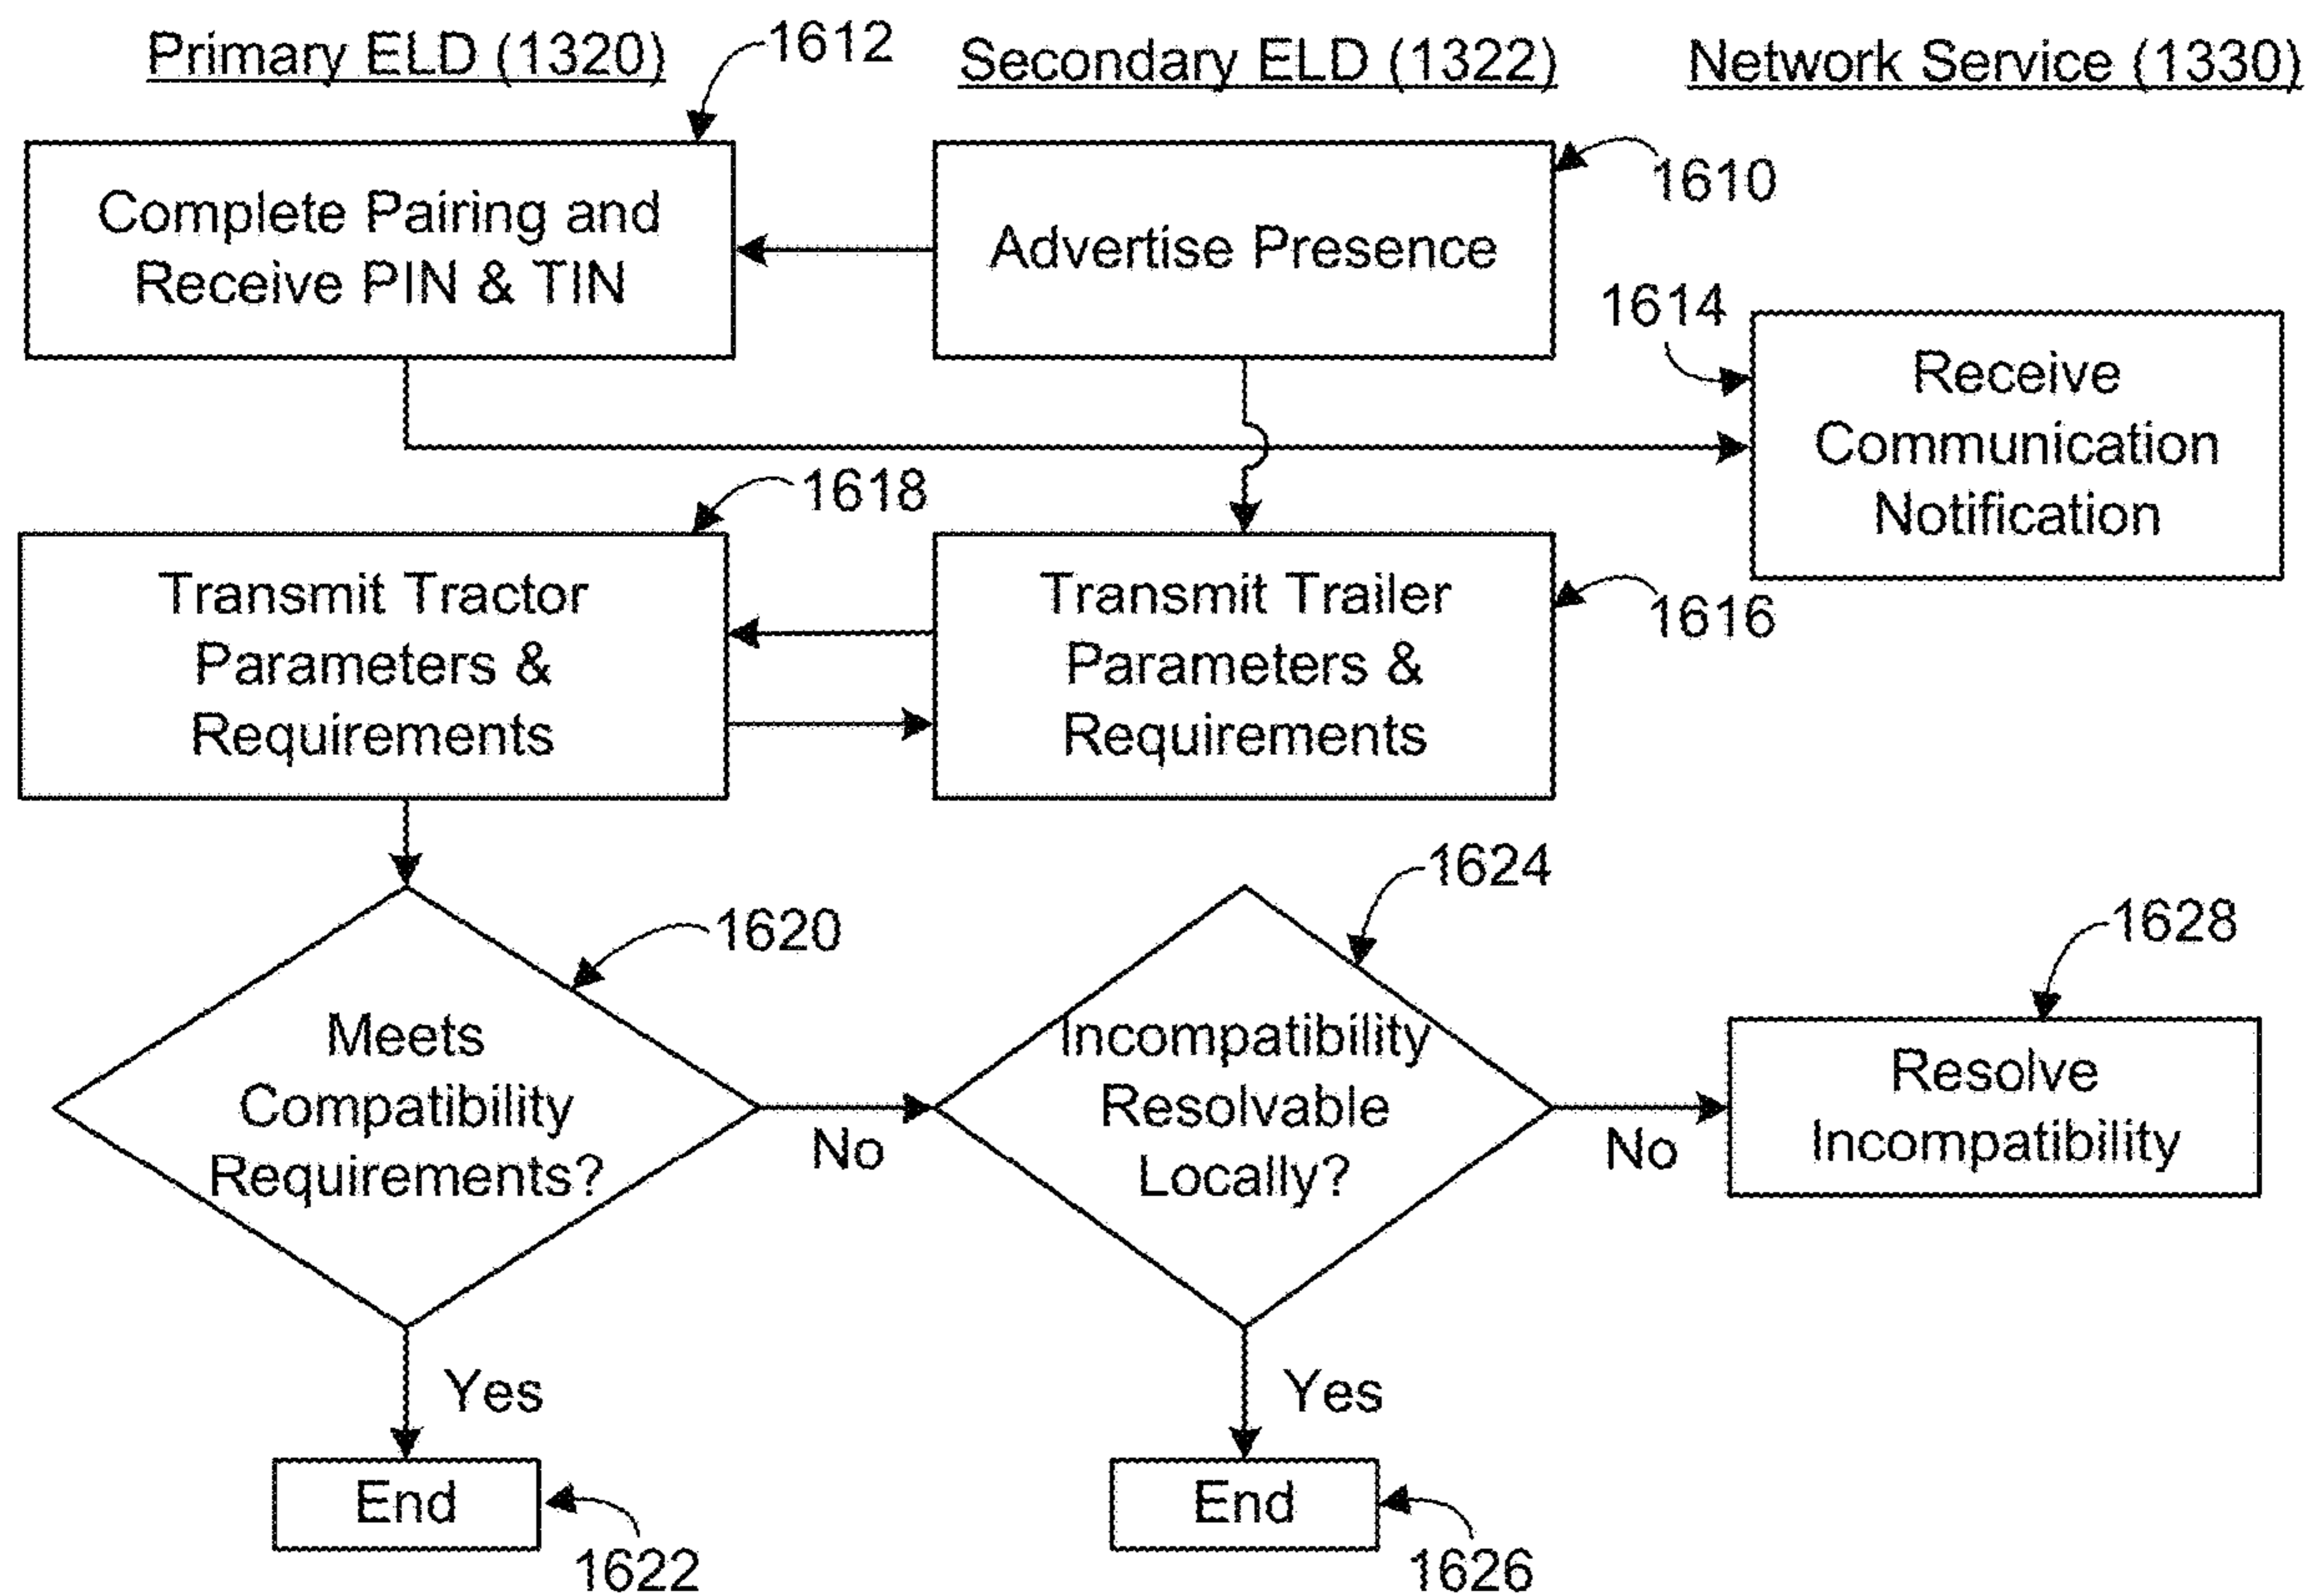 Primary ELD (1320)
1612
Secondary ELD (1322)
Network Service (1330)
Complete Pairing and
Receive PIN & TIN
Advertise Presence
1610
1614
Receive
Communication
Notification
1618
Transmit Tractor
Parameters &
Requirements
Transmit Trailer
Parameters &
Requirements
1616
1620
Meets
Compatibility
Requirements?
No
1624
Incompatibility
Resolvable
Locally?
No
1628
Resolve
Incompatibility
Yes
End
1622
Yes
End
1626